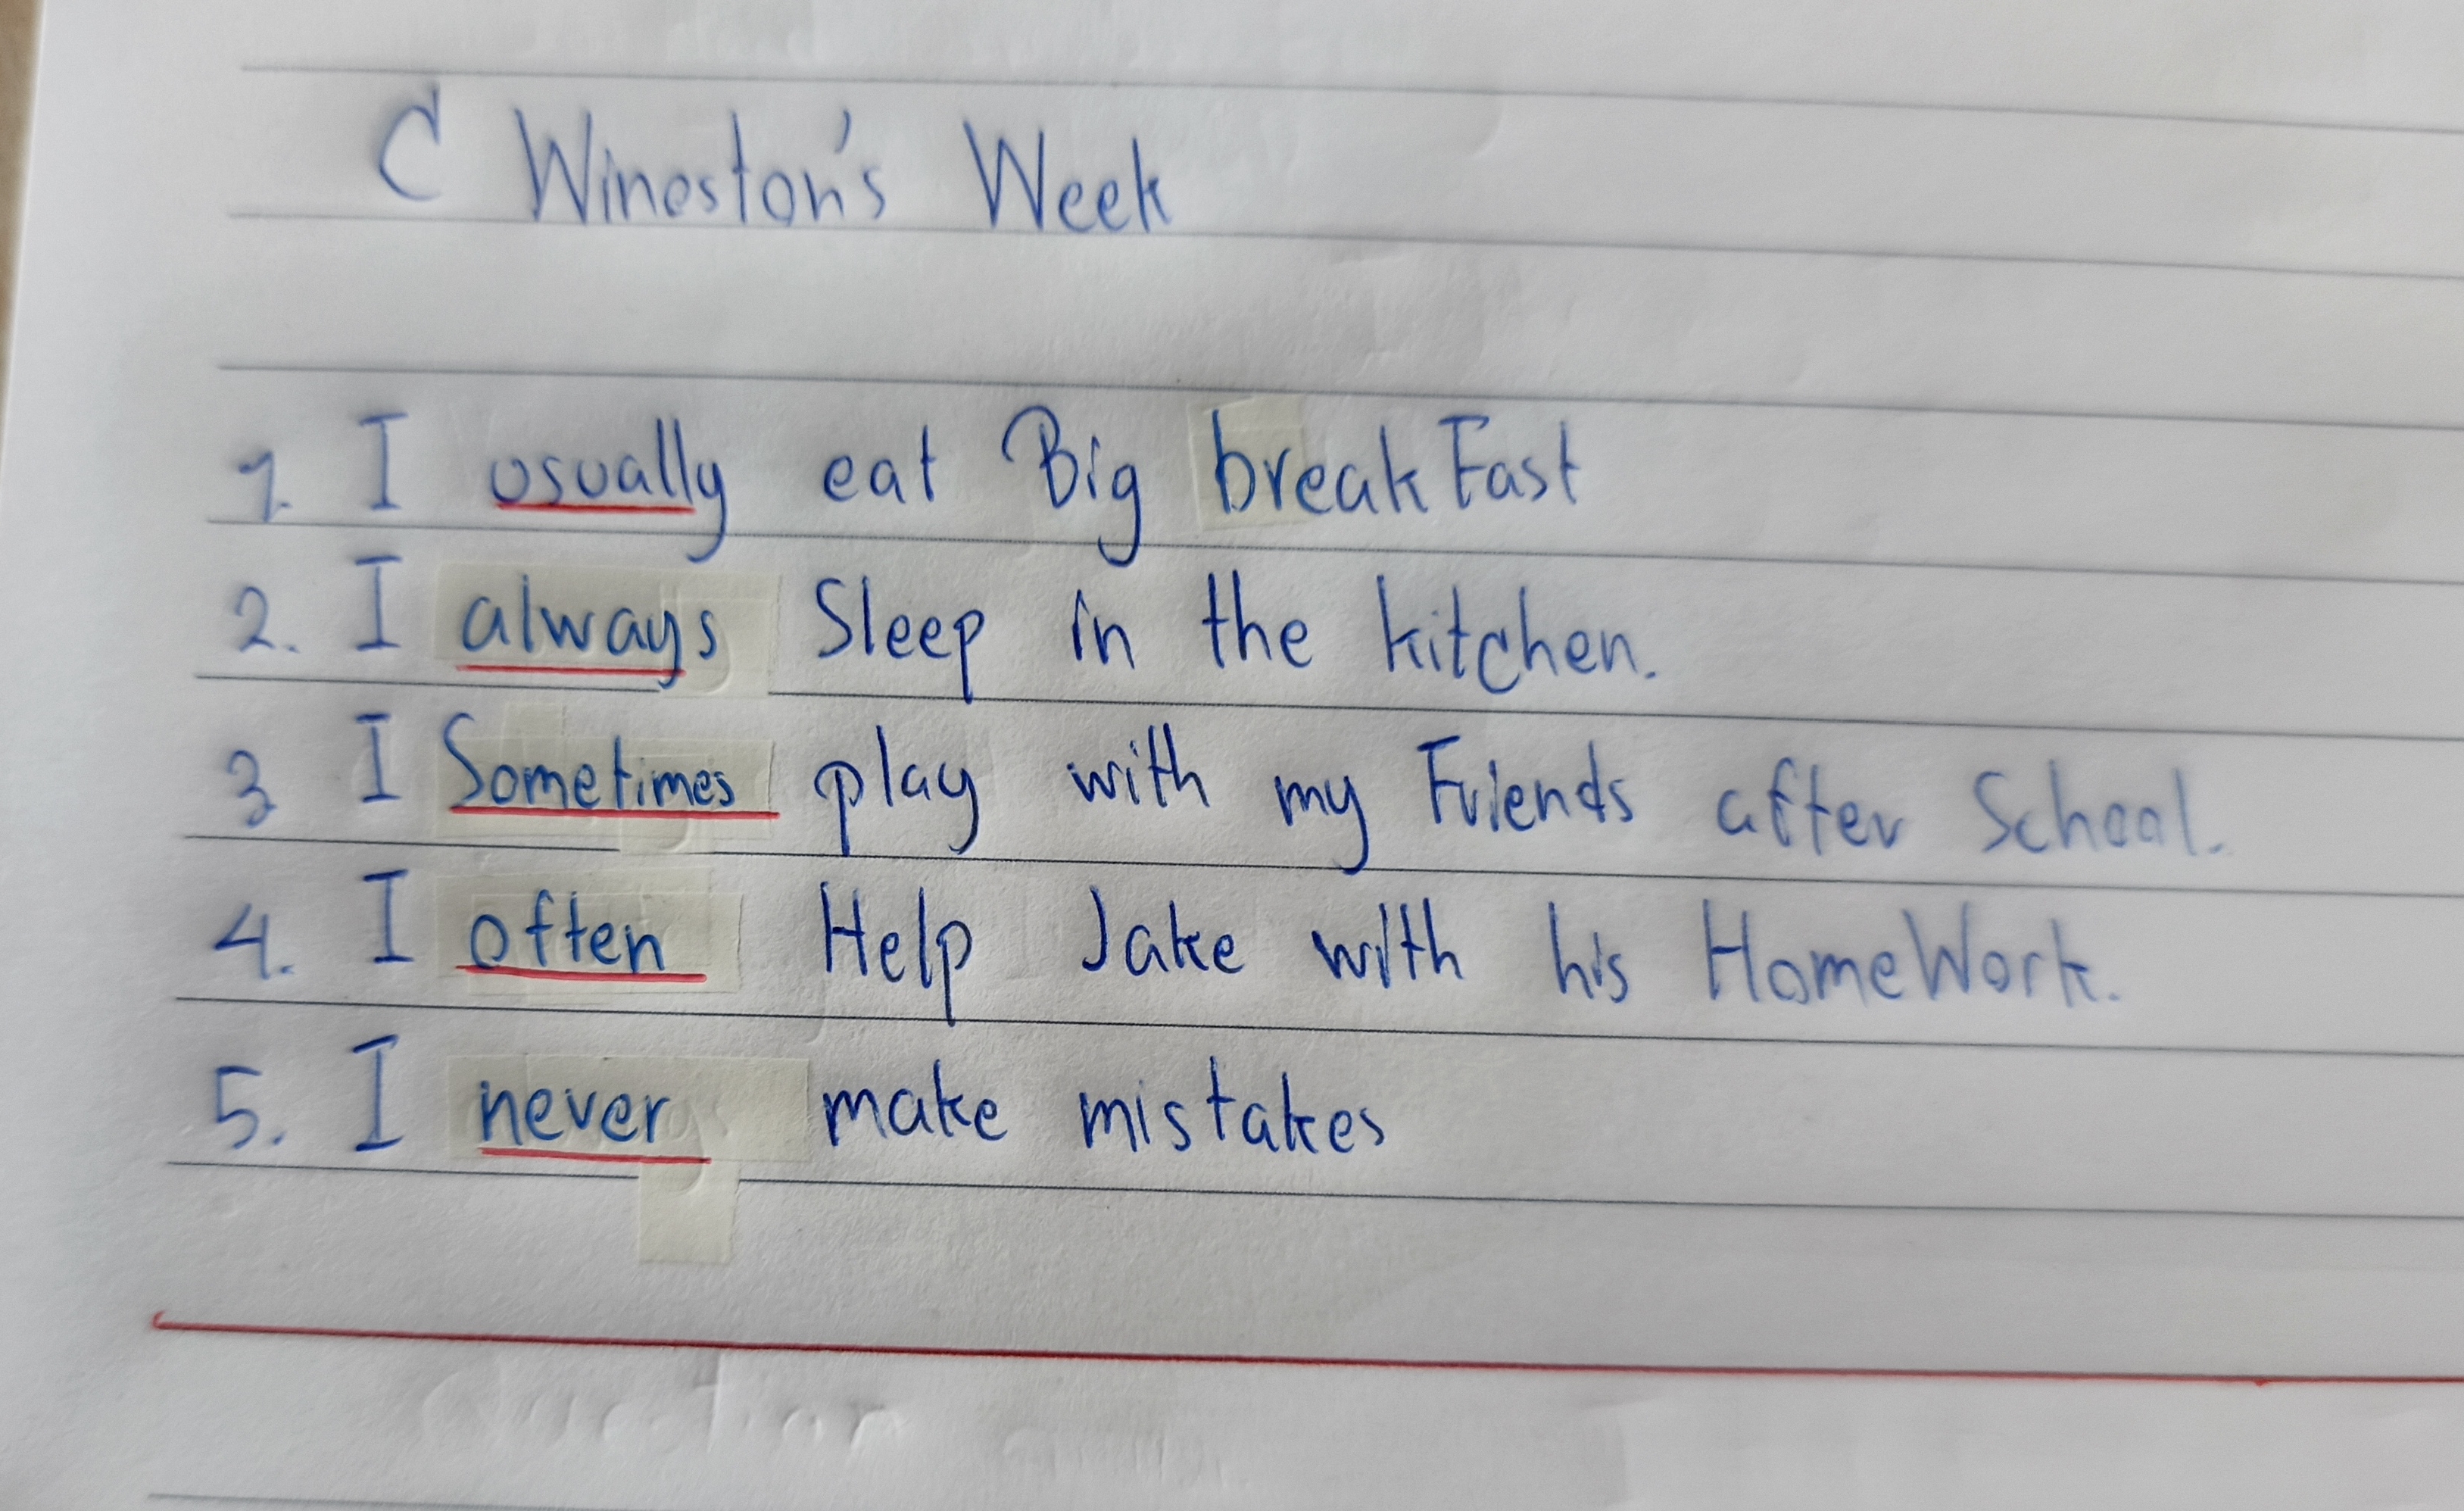 C Winoston's Week
1. I usually eat Big breakFast
2. I always Sleep in the kitchen.
3 I Sometimes play with my Friends after School.
4. I often Help Jake with his HomeWork.
5. I never make mistakes